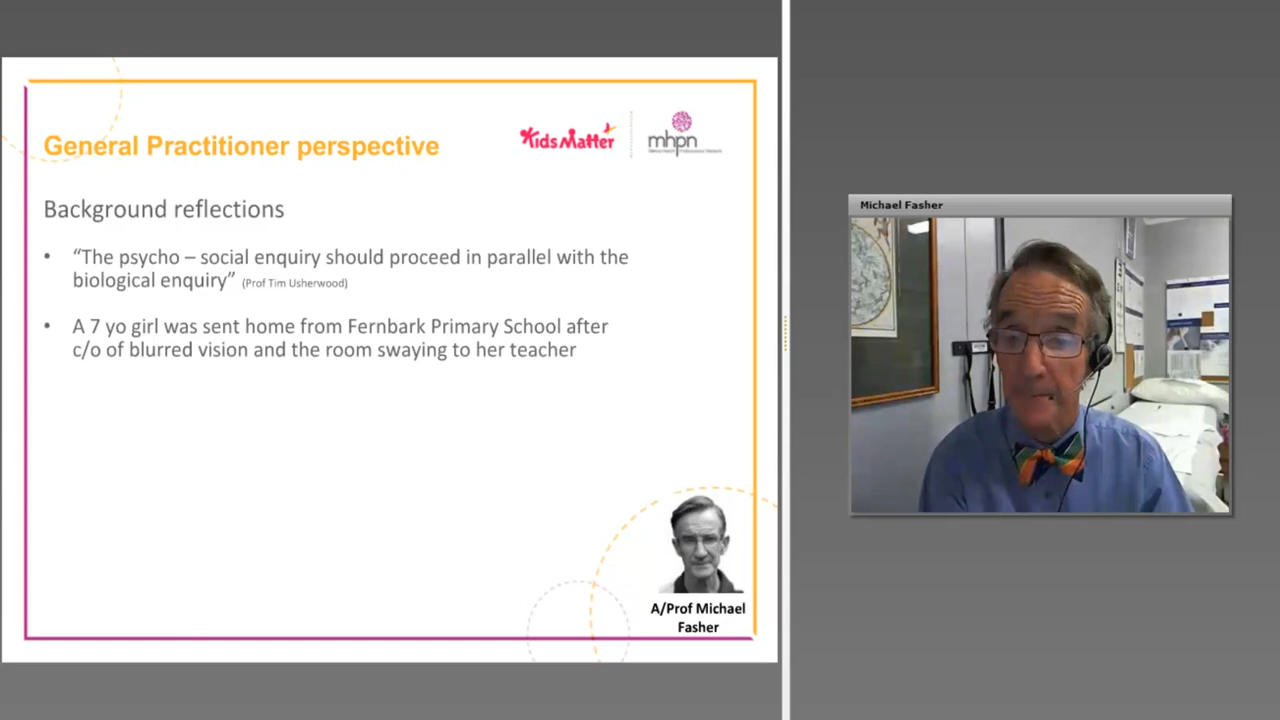 General Practitioner perspective
KidsMatter
mhpn
Background reflections
• “The psycho – social enquiry should proceed in parallel with the
biological enquiry” (Prof Tim Usherwood)
• A 7 yo girl was sent home from Fernbark Primary School after
c/o of blurred vision and the room swaying to her teacher
A/Prof Michael
Fasher
Michael Fasher